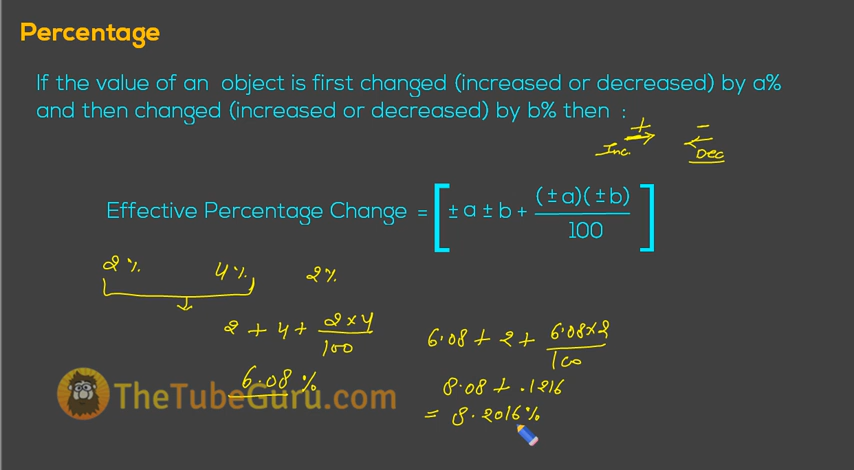 Percentage
If the value of an object is first changed (increased or decreased) by a%
and then changed (increased or decreased) by b% then :
+ -
Inc. Dec
Effective Percentage Change = [ ± a ± b + (± a)(± b) / 100 ]
2% 4% 2%
2 + 4 + 2×4 / 100
6.08 %
6.08 + 2 + 6.08×2 / 100
8.08 + .1216
= 8.2016%
TheTubeGuru.com